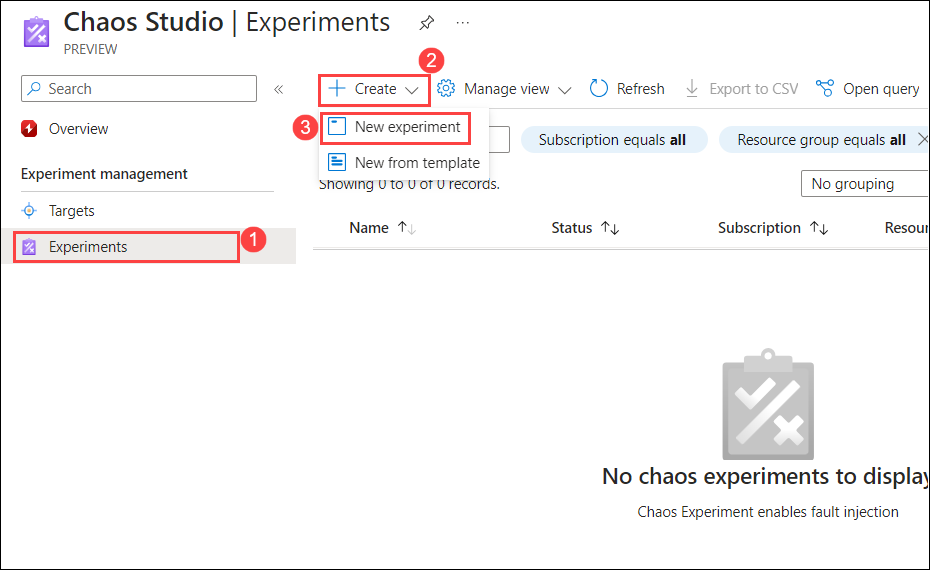 Chaos Studio | Experiments
PREVIEW
Search
Overview
Experiment management
Targets
Experiments
1
2
Create
Manage view
Refresh
Export to CSV
Open query
3
New experiment
New from template
Subscription equals all
Resource group equals all
Showing 0 to 0 of 0 records.
No grouping
Name
Status
Subscription
Resour
No chaos experiments to display
Chaos Experiment enables fault injection